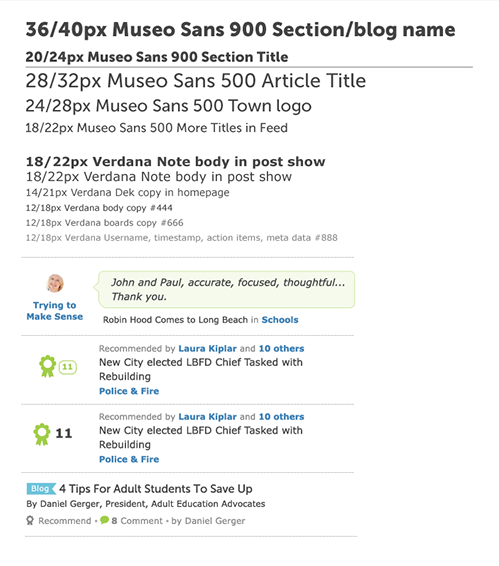 36/40px Museo Sans 900 Section/blog name
20/24px Museo Sans 900 Section Title
28/32px Museo Sans 500 Article Title
24/28px Museo Sans 500 Town logo
18/22px Museo Sans 500 More Titles in Feed
18/22px Verdana Note body in post show
18/22px Verdana Note body in post show
14/21px Verdana Dek copy in homepage
12/18px Verdana body copy #444
12/18px Verdana boards copy #666
12/18px Verdana Username, timestamp, action items, meta data #888
Trying to
Make Sense
John and Paul, accurate, focused, thoughtful...
Thank you.
Robin Hood Comes to Long Beach in Schools
11
Recommended by Laura Kiplar and 10 others
New City elected LBFD Chief Tasked with
Rebuilding
Police & Fire
11
Recommended by Laura Kiplar and 10 others
New City elected LBFD Chief Tasked with
Rebuilding
Police & Fire
Blog 4 Tips For Adult Students To Save Up
By Daniel Gerger, President, Adult Education Advocates
Recommend • 8 Comment • by Daniel Gerger